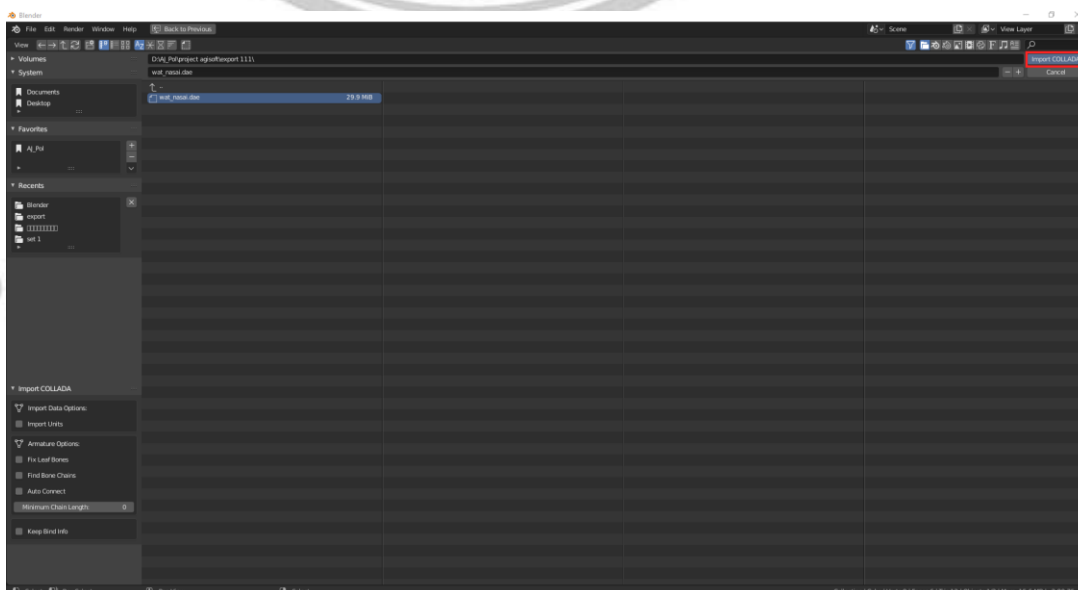 Blender
File Edit Render Window Help Back to Previous Scene View Layer
View
Volumes D:\Aj_Pol\project agisoft\export 111\ Import COLLADA
System wat_nasai.dae Cancel
Documents ..
Desktop wat_nasai.dae 29.9 MiB
Favorites
Aj_Pol
Recents
Blender
export
set 1
Import COLLADA
Import Data Options:
Import Units
Armature Options:
Fix Leaf Bones
Find Bone Chains
Auto Connect
Minimum Chain Length: 0
Keep Bind Info